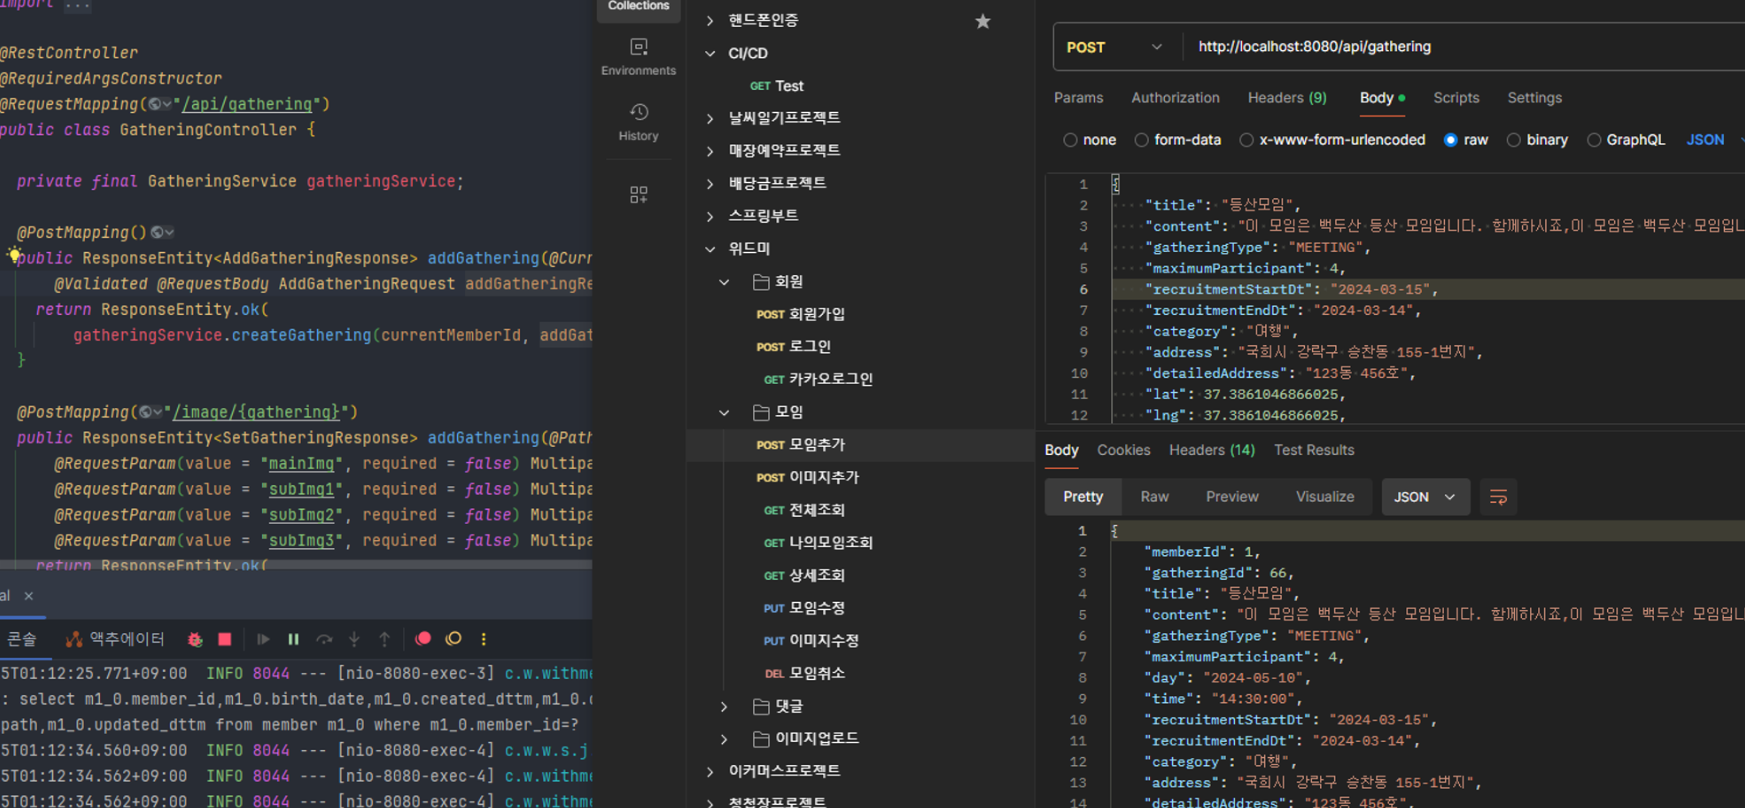 import ...
@RestController
@RequiredArgsConstructor
@RequestMapping("/api/gathering")
public class GatheringController {
private final GatheringService gatheringService;
@PostMapping()
public ResponseEntity<AddGatheringResponse> addGathering(@Curr
@Validated @RequestBody AddGatheringRequest addGatheringRe
return ResponseEntity.ok(
gatheringService.createGathering(currentMemberId, addGat
}
@PostMapping("/image/{gathering}")
public ResponseEntity<SetGatheringResponse> addGathering(@Path
@RequestParam(value = "mainImg", required = false) Multipa
@RequestParam(value = "subImg1", required = false) Multipa
@RequestParam(value = "subImg2", required = false) Multipa
@RequestParam(value = "subImg3", required = false) Multipa
return ResponseEntity.ok(
al ×
콘솔 액추에이터
5T01:12:25.771+09:00 INFO 8044 --- [nio-8080-exec-3] c.w.withme
: select m1_0.member_id,m1_0.birth_date,m1_0.created_dttm,m1_0.
path,m1_0.updated_dttm from member m1_0 where m1_0.member_id=?
5T01:12:34.560+09:00 INFO 8044 --- [nio-8080-exec-4] c.w.w.s.j
5T01:12:34.562+09:00 INFO 8044 --- [nio-8080-exec-4] c.w.withme
5T01:12:34.562+09:00 INFO 8044 --- [nio-8080-exec-4] c.w.withme
Collections
Environments
History
핸드폰인증
CI/CD
GET Test
날씨일기프로젝트
매장예약프로젝트
배당금프로젝트
스프링부트
위드미
회원
POST 회원가입
POST 로그인
GET 카카오로그인
모임
POST 모임추가
POST 이미지추가
GET 전체조회
GET 나의모임조회
GET 상세조회
PUT 모임수정
PUT 이미지수정
DEL 모임취소
댓글
이미지업로드
이커머스프로젝트
청첩장프로젝트
POST http://localhost:8080/api/gathering
Params Authorization Headers (9) Body Scripts Settings
none form-data x-www-form-urlencoded raw binary GraphQL JSON
1 {
2 "title": "등산모임",
3 "content": "이 모임은 백두산 등산 모임입니다. 함께하시죠,이 모임은 백두산 모임입니
4 "gatheringType": "MEETING",
5 "maximumParticipant": 4,
6 "recruitmentStartDt": "2024-03-15",
7 "recruitmentEndDt": "2024-03-14",
8 "category": "여행",
9 "address": "국회시 강락구 승찬동 155-1번지",
10 "detailedAddress": "123동 456호",
11 "lat": 37.3861046866025,
12 "lng": 37.3861046866025,
Body Cookies Headers (14) Test Results
Pretty Raw Preview Visualize JSON
1 {
2 "memberId": 1,
3 "gatheringId": 66,
4 "title": "등산모임",
5 "content": "이 모임은 백두산 등산 모임입니다. 함께하시죠,이 모임은 백두산 모임입니
6 "gatheringType": "MEETING",
7 "maximumParticipant": 4,
8 "day": "2024-05-10",
9 "time": "14:30:00",
10 "recruitmentStartDt": "2024-03-15",
11 "recruitmentEndDt": "2024-03-14",
12 "category": "여행",
13 "address": "국회시 강락구 승찬동 155-1번지",
14 "detailedAddress": "123동 456호",